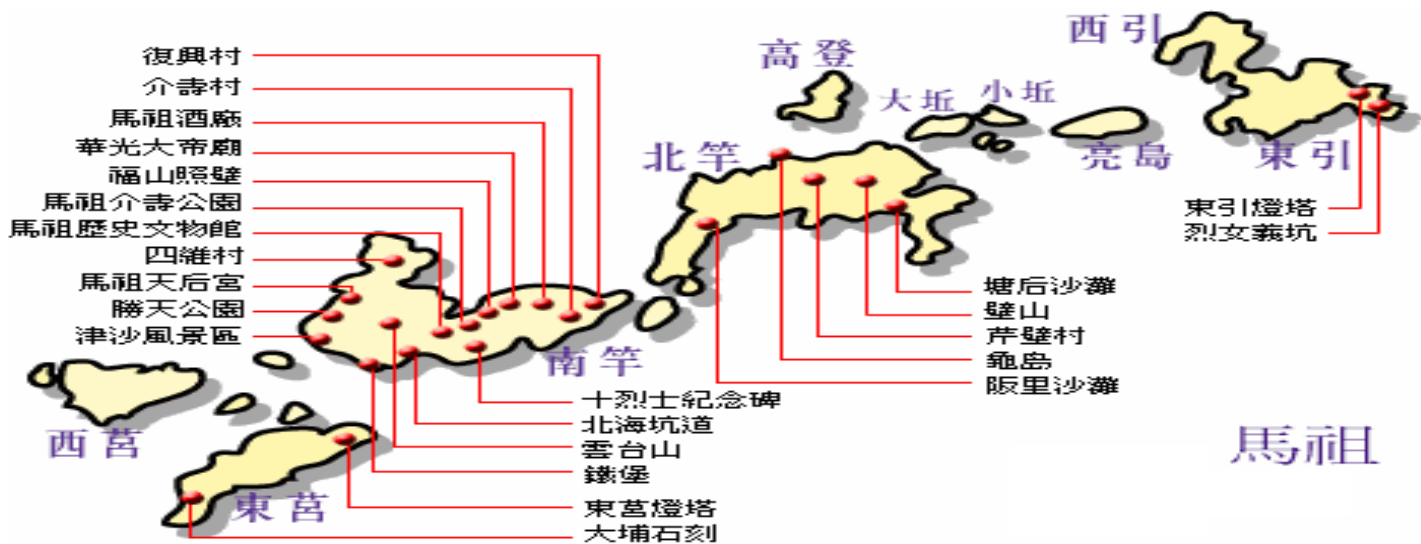 復興村
介壽村
馬祖酒廠
華光大帝廟
福山照壁
馬祖介壽公園
馬祖歷史文物館
四維村
馬祖天后宮
勝天公園
津沙風景區
西引
高登
大坵
小坵
北竿
亮島
東引
東引燈塔
烈女義坑
塘后沙灘
壁山
芹壁村
龜島
阪里沙灘
南竿
十烈士紀念碑
北海坑道
雲台山
鐵堡
西莒
東莒
東莒燈塔
大埔石刻
馬祖